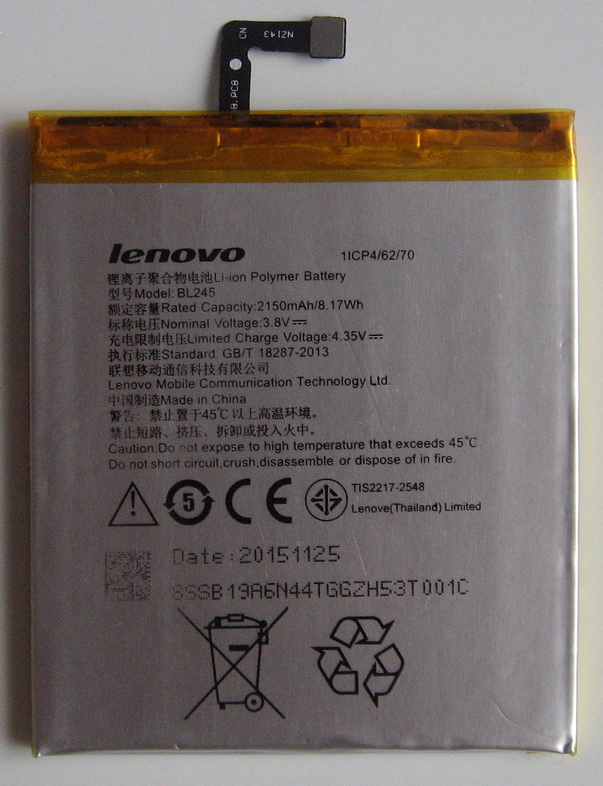 CN NZ143
B.PCB
lenovo 1ICP4/62/70
锂离子聚合物电池Li-ion Polymer Battery
型号Model: BL245
额定容量Rated Capacity:2150mAh/8.17Wh
标称电压Nominal Voltage:3.8V⎓
充电限制电压Limited Charge Voltage:4.35V⎓
执行标准Standard: GB/T 18287-2013
联想移动通信科技有限公司
Lenovo Mobile Communication Technology Ltd.
中国制造Made in China
警告: 禁止置于45℃以上高温环境。
禁止短路、挤压、拆卸或投入火中。
Caution:Do not expose to high temperature that exceeds 45℃.
Do not short circuit,crush,disassemble or dispose of in fire.
5 CE TIS2217-2548
Lenove(Thailand) Limited
Date:20151125
8SSB19A6N44TGGZH53T001C